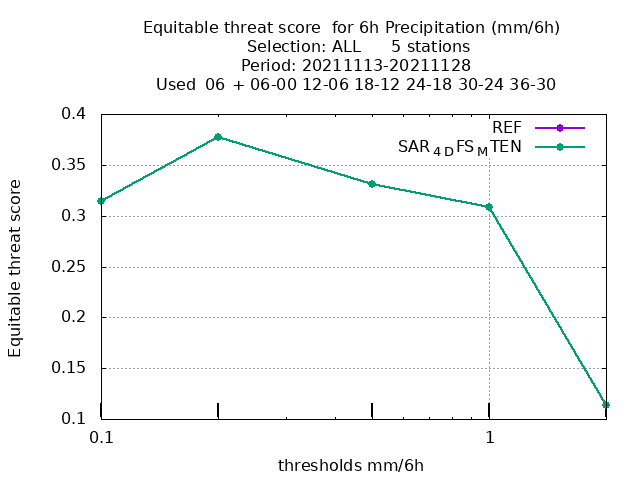 Equitable threat score  for 6h Precipitation (mm/6h)
Selection: ALL      5 stations
Period: 20211113-20211128
Used  06 + 06-00 12-06 18-12 24-18 30-24 36-30
REF
SAR4DFSMTEN
0.4
0.35
0.3
0.25
0.2
0.15
0.1
Equitable threat score
0.1
1
thresholds mm/6h